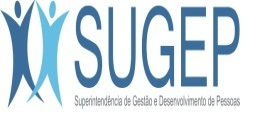 SUGEP
Superintendência de Gestão e Desenvolvimento de Pessoas